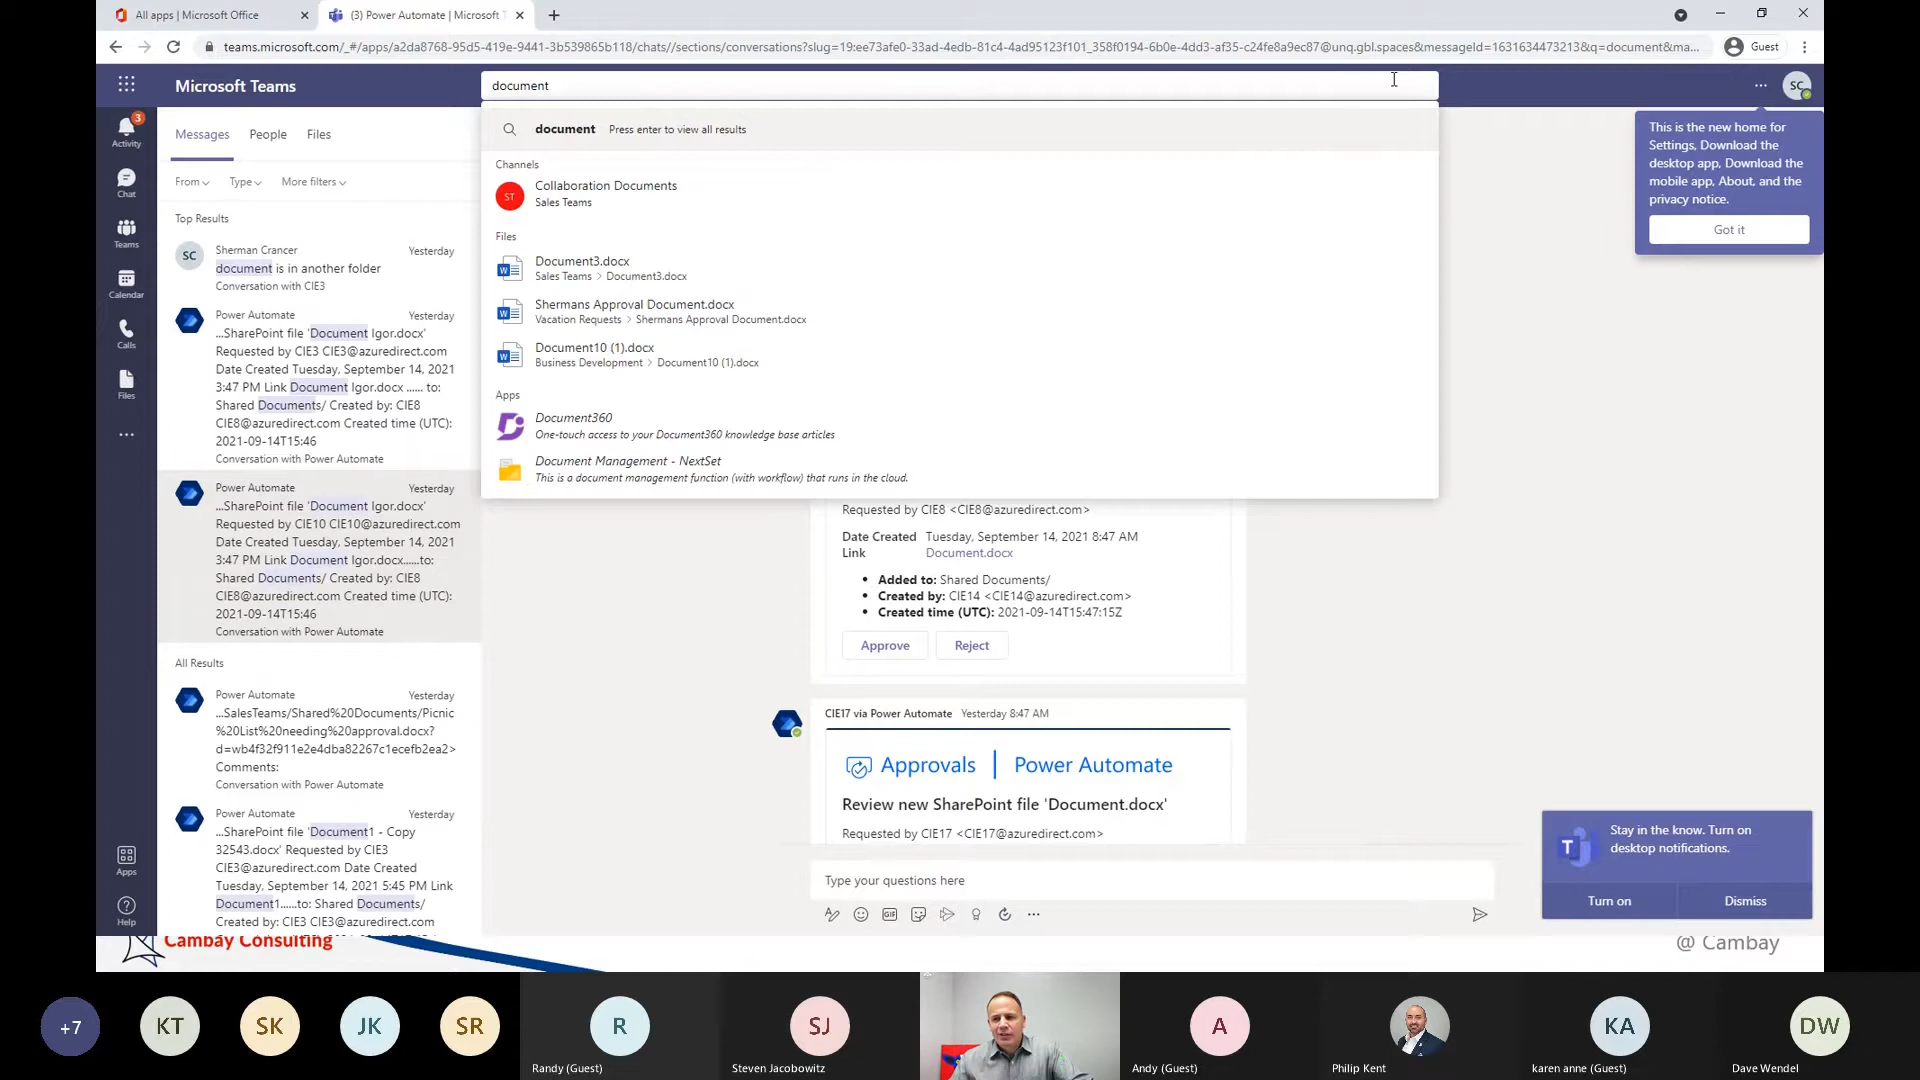 All apps | Microsoft Office
(3) Power Automate | Microsoft T
teams.microsoft.com/_#/apps/a2da8768-95d5-419e-9441-3b539865b118/chats//sections/conversations?slug=19:ee73afe0-33ad-4edb-81c4-4ad95123f101_358f0194-6b0e-4dd3-af35-c24fe8a9ec87@unq.gbl.spaces&messageId=1631634473213&q=document&ma...
Guest
Microsoft Teams
document
SC
3
Activity
Chat
Teams
Calendar
Calls
Files
Apps
Help
Messages People Files
From Type More filters
Top Results
SC
Sherman Crancer Yesterday
document is in another folder
Conversation with CIE3
Power Automate Yesterday
...SharePoint file 'Document Igor.docx'
Requested by CIE3 CIE3@azuredirect.com
Date Created Tuesday, September 14, 2021
3:47 PM Link Document Igor.docx ...... to:
Shared Documents/ Created by: CIE8
CIE8@azuredirect.com Created time (UTC):
2021-09-14T15:46
Conversation with Power Automate
Power Automate Yesterday
...SharePoint file 'Document Igor.docx'
Requested by CIE10 CIE10@azuredirect.com
Date Created Tuesday, September 14, 2021
3:47 PM Link Document Igor.docx......to:
Shared Documents/ Created by: CIE8
CIE8@azuredirect.com Created time (UTC):
2021-09-14T15:46
Conversation with Power Automate
All Results
Power Automate Yesterday
...SalesTeams/Shared%20Documents/Picnic
%20List%20needing%20approval.docx?
d=wb4f32f911e2e4dba82267c1ecefb2ea2>
Comments:
Conversation with Power Automate
Power Automate Yesterday
...SharePoint file 'Document1 - Copy
32543.docx' Requested by CIE3
CIE3@azuredirect.com Date Created
Tuesday, September 14, 2021 5:45 PM Link
Document1......to: Shared Documents/
Created by: CIE3 CIE3@azuredirect.com
document Press enter to view all results
Channels
ST
Collaboration Documents
Sales Teams
Files
Document3.docx
Sales Teams > Document3.docx
Shermans Approval Document.docx
Vacation Requests > Shermans Approval Document.docx
Document10 (1).docx
Business Development > Document10 (1).docx
Apps
Document360
One-touch access to your Document360 knowledge base articles
Document Management - NextSet
This is a document management function (with workflow) that runs in the cloud.
Requested by CIE8 <CIE8@azuredirect.com>
Date Created Tuesday, September 14, 2021 8:47 AM
Link Document.docx
• Added to: Shared Documents/
• Created by: CIE14 <CIE14@azuredirect.com>
• Created time (UTC): 2021-09-14T15:47:15Z
Approve Reject
CIE17 via Power Automate Yesterday 8:47 AM
Approvals | Power Automate
Review new SharePoint file 'Document.docx'
Requested by CIE17 <CIE17@azuredirect.com>
Type your questions here
GIF
This is the new home for
Settings, Download the
desktop app, Download the
mobile app, About, and the
privacy notice.
Got it
T
Stay in the know. Turn on
desktop notifications.
Turn on Dismiss
Cambay Consulting
@ Cambay
+7
KT
SK
JK
SR
R
Randy (Guest)
SJ
Steven Jacobowitz
A
Andy (Guest)
Philip Kent
KA
karen anne (Guest)
DW
Dave Wendel